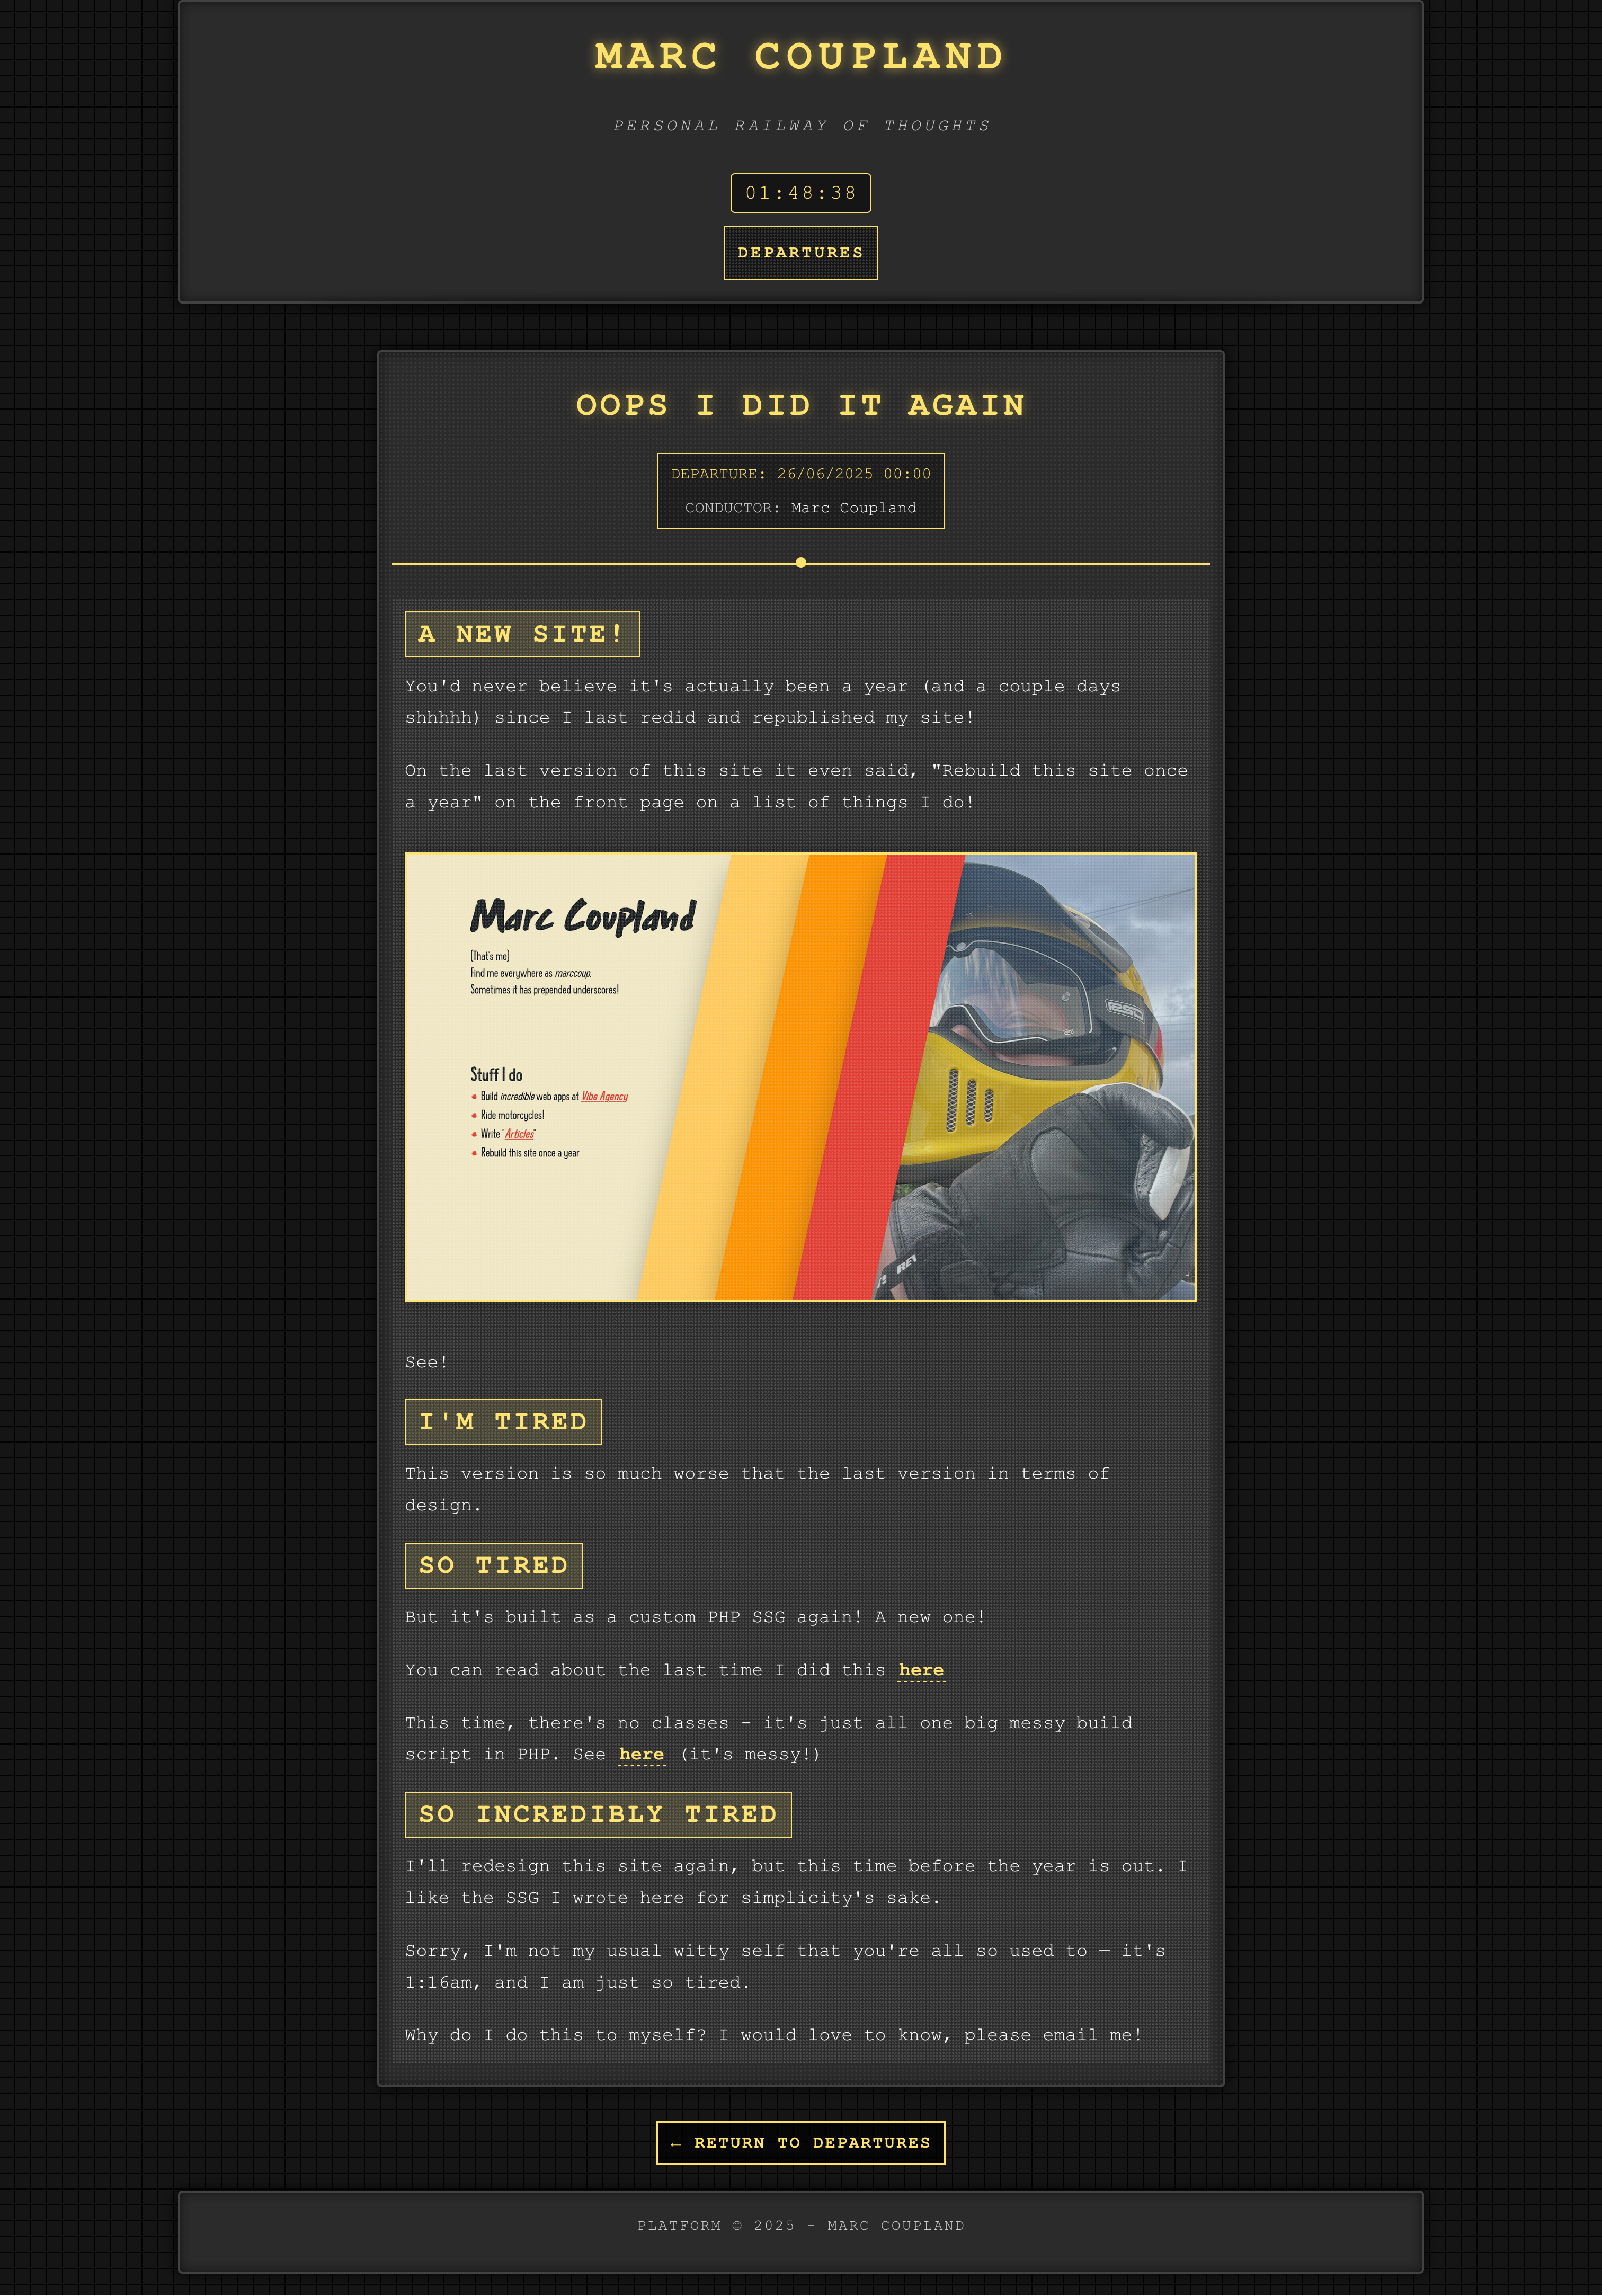 MARC COUPLAND
PERSONAL RAILWAY OF THOUGHTS
01:48:38
DEPARTURES
OOPS I DID IT AGAIN
DEPARTURE: 26/06/2025 00:00
CONDUCTOR: Marc Coupland
A NEW SITE!
You'd never believe it's actually been a year (and a couple days
shhhhh) since I last redid and republished my site!
On the last version of this site it even said, "Rebuild this site once
a year" on the front page on a list of things I do!
Marc Coupland
(That's me)
Find me everywhere as marccoup.
Sometimes it has prepended underscores!
Stuff I do
Build incredible web apps at Vibe Agency
Ride motorcycles!
Write "Articles"
Rebuild this site once a year
RSD
REV
See!
I'M TIRED
This version is so much worse that the last version in terms of
design.
SO TIRED
But it's built as a custom PHP SSG again! A new one!
You can read about the last time I did this here
This time, there's no classes - it's just all one big messy build
script in PHP. See here (it's messy!)
SO INCREDIBLY TIRED
I'll redesign this site again, but this time before the year is out. I
like the SSG I wrote here for simplicity's sake.
Sorry, I'm not my usual witty self that you're all so used to — it's
1:16am, and I am just so tired.
Why do I do this to myself? I would love to know, please email me!
← RETURN TO DEPARTURES
PLATFORM © 2025 - MARC COUPLAND